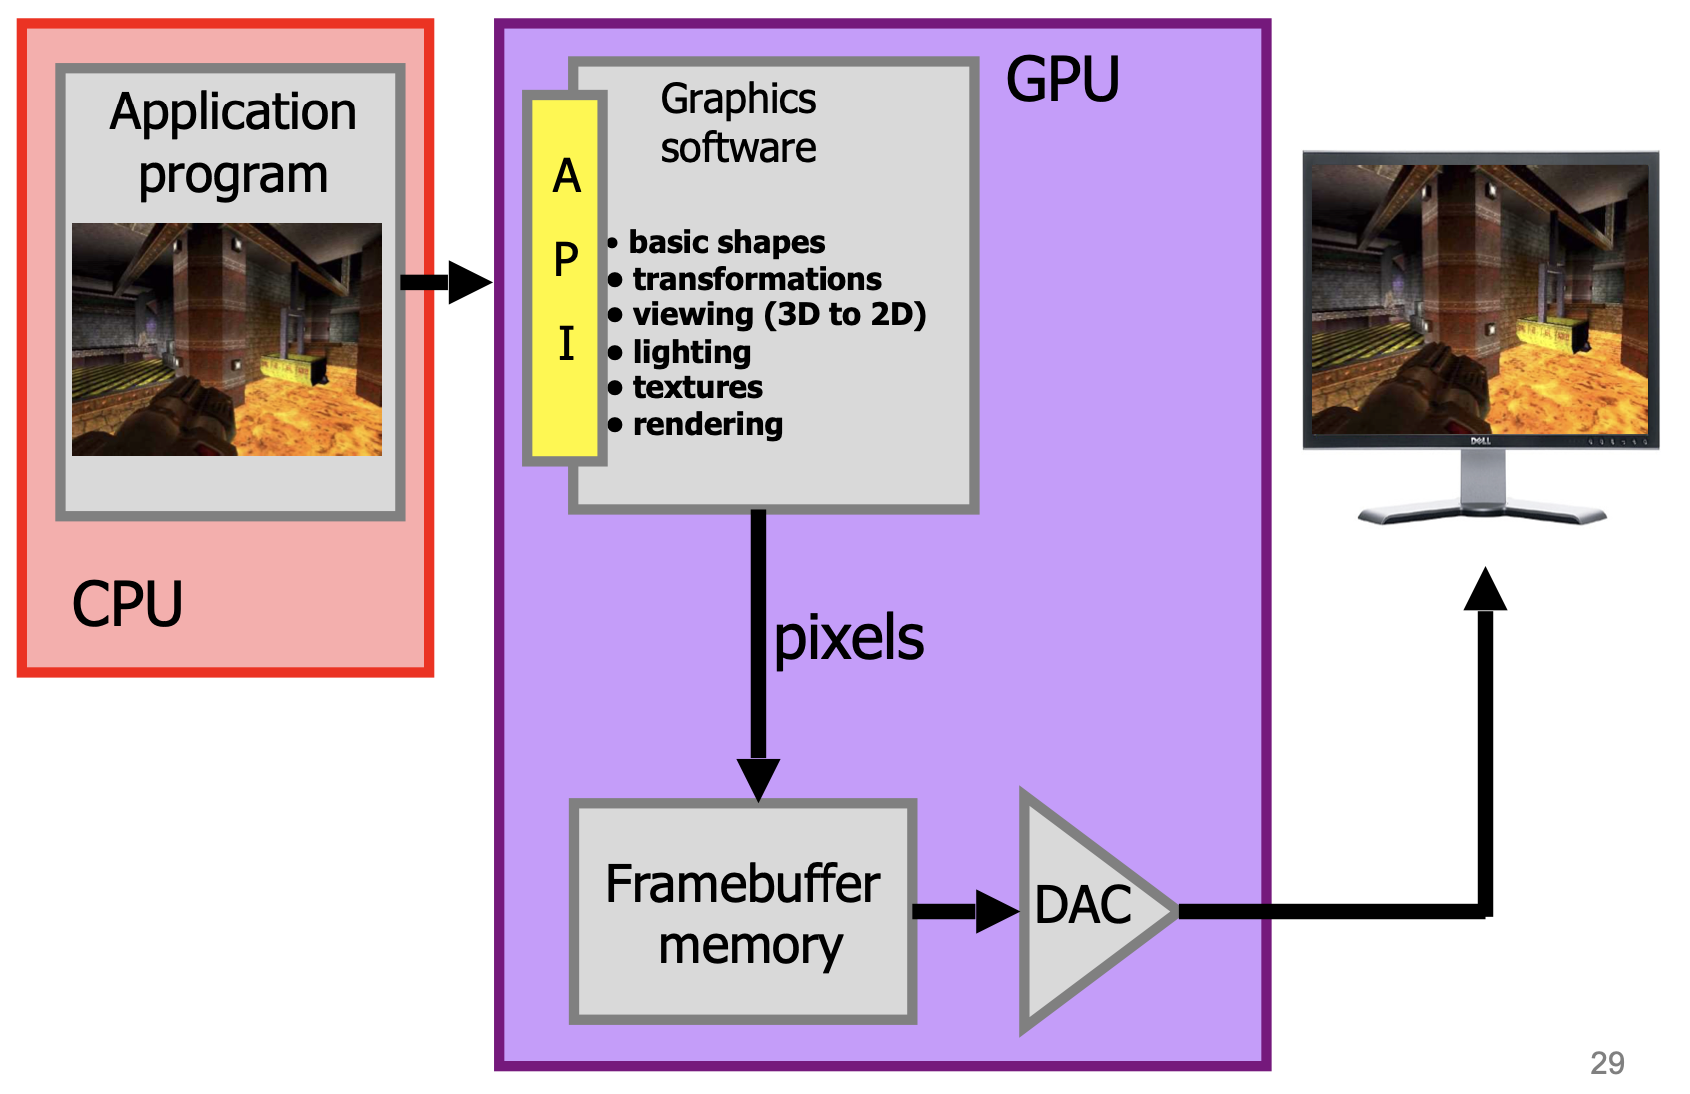 Application
program
CPU
GPU
Graphics
software
A
P
I
• basic shapes
• transformations
• viewing (3D to 2D)
• lighting
• textures
• rendering
pixels
Framebuffer
memory
DAC
DELL
29